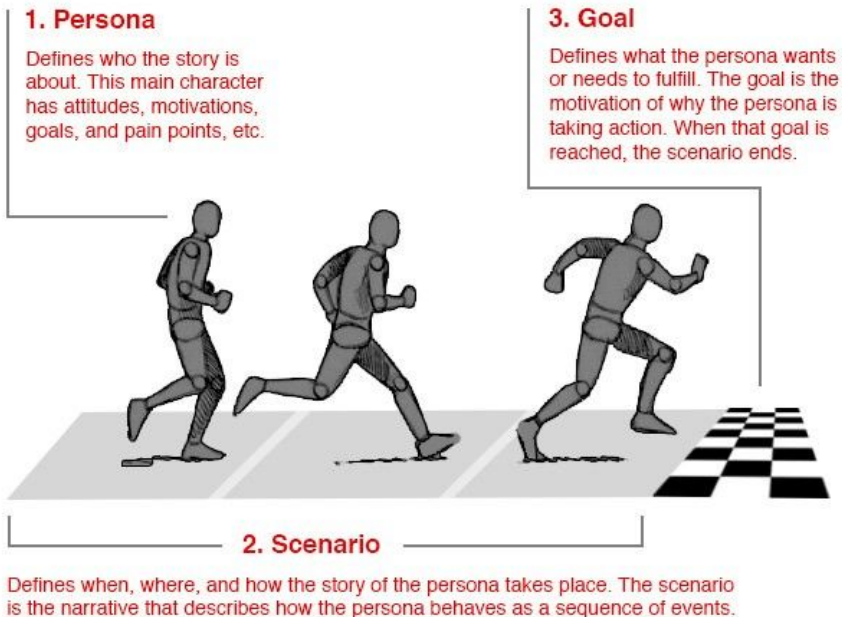 1. Persona
Defines who the story is
about. This main character
has attitudes, motivations,
goals, and pain points, etc.
3. Goal
Defines what the persona wants
or needs to fulfill. The goal is the
motivation of why the persona is
taking action. When that goal is
reached, the scenario ends.
2. Scenario
Defines when, where, and how the story of the persona takes place. The scenario
is the narrative that describes how the persona behaves as a sequence of events.